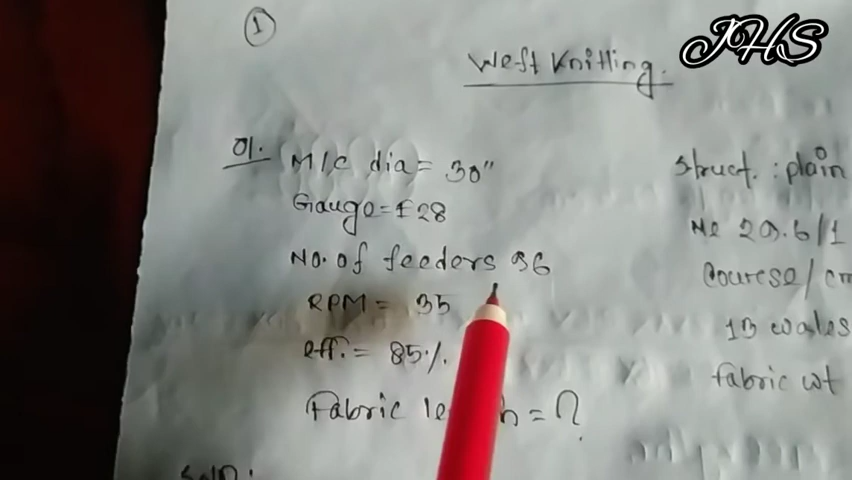 1
JHS
Weft Knitting.
01. M/C dia = 30"
Gauge = E28
No. of feeders 96
RPM = 35
eff. = 85%.
Fabric = ?
Struct. : plain
Ne 29.6/1
Course/cm
13 wales
fabric wt
Soln: